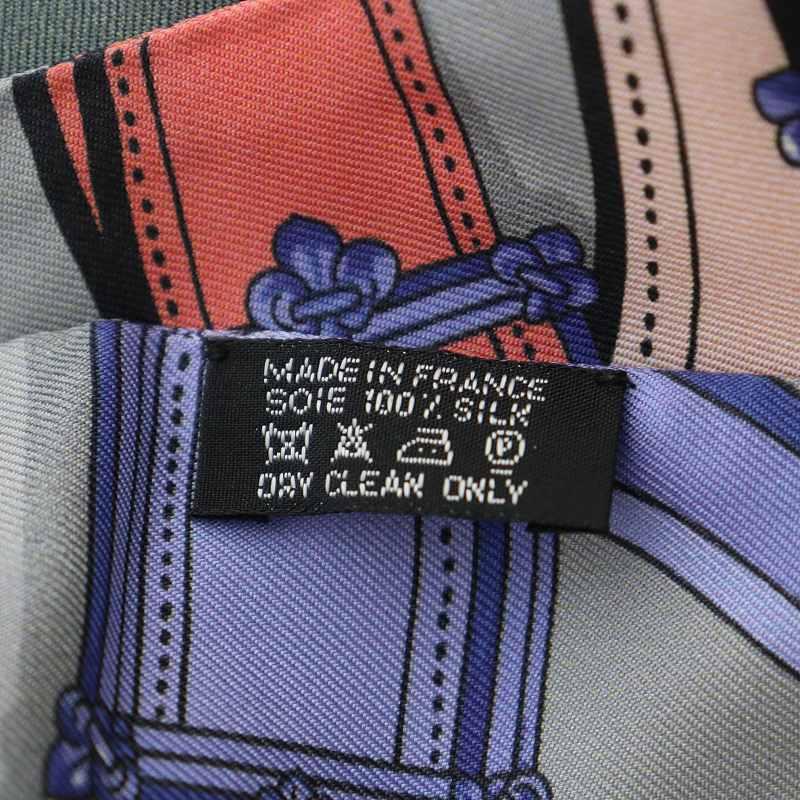 MADE IN FRANCE
SOIE 100% SILK
P
DRY CLEAN ONLY